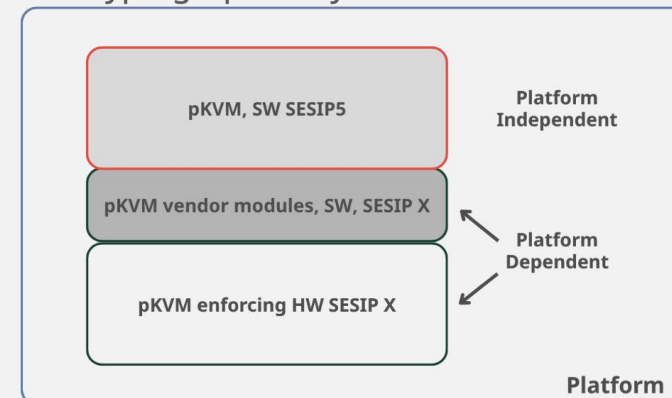 pKVM, SW SESIP5
Platform
Independent
pKVM vendor modules, SW, SESIP X
Platform
Dependent
pKVM enforcing HW SESIP X
Platform